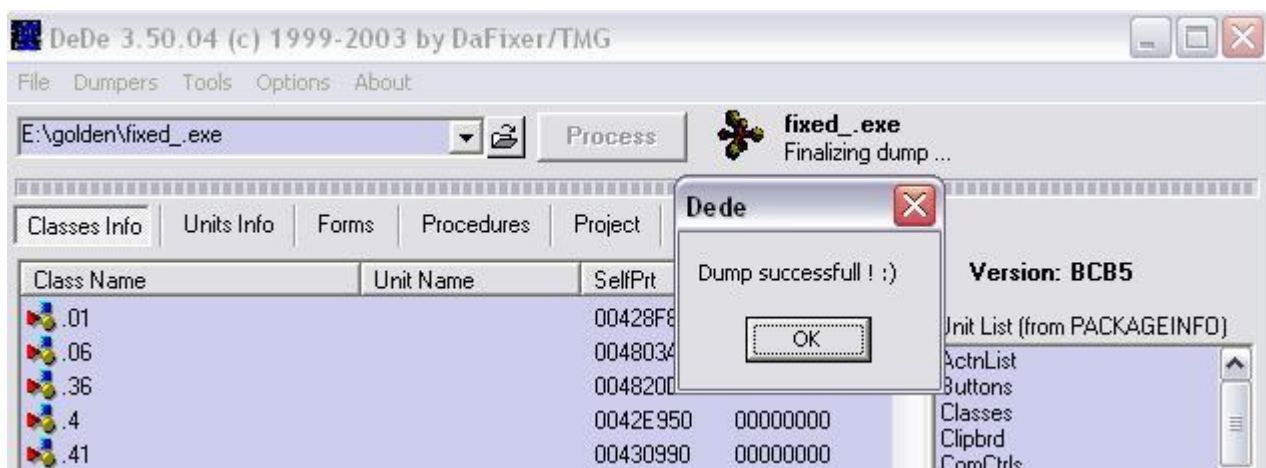 DeDe 3.50.04 (c) 1999-2003 by DaFixer/TMG
File Dumpers Tools Options About
E:\golden\fixed_.exe Process fixed_.exe
Finalizing dump ...
Classes Info Units Info Forms Procedures Project
Dede
Dump successfull ! :)
OK
Version: BCB5
Class Name Unit Name SelfPrt
Unit List (from PACKAGEINFO)
.01 00428F8
.06 004803A
.36 004820D
.4 0042E950 00000000
.41 00430990 00000000
ActnList
Buttons
Classes
Clipbrd
ComCtrls